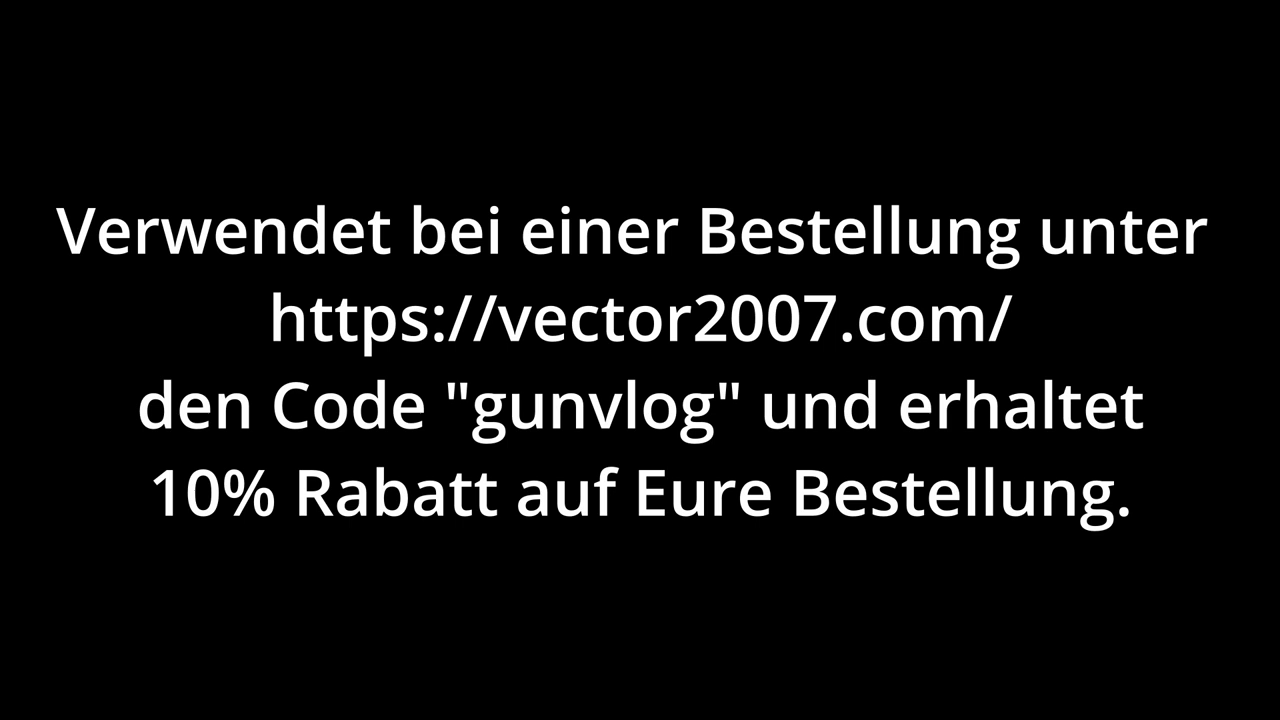 Verwendet bei einer Bestellung unter
https://vector2007.com/
den Code "gunvlog" und erhaltet
10% Rabatt auf Eure Bestellung.